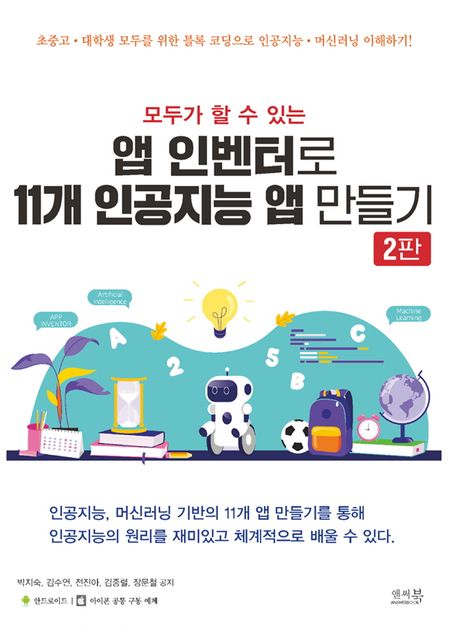 초중고 • 대학생 모두를 위한 블록 코딩으로 인공지능 • 머신러닝 이해하기!
모두가 할 수 있는
앱 인벤터로
11개 인공지능 앱 만들기
2판
Artificial
Intelligence
APP
INVENTOR
Machine
Learning
A
2
5
B
C
인공지능, 머신러닝 기반의 11개 앱 만들기를 통해
인공지능의 원리를 재미있고 체계적으로 배울 수 있다.
박지숙, 김수연, 전진아, 김종렬, 장문철 공저
안드로이드 | 아이폰 공통 구동 예제
앤써북
ANSWERBOOK